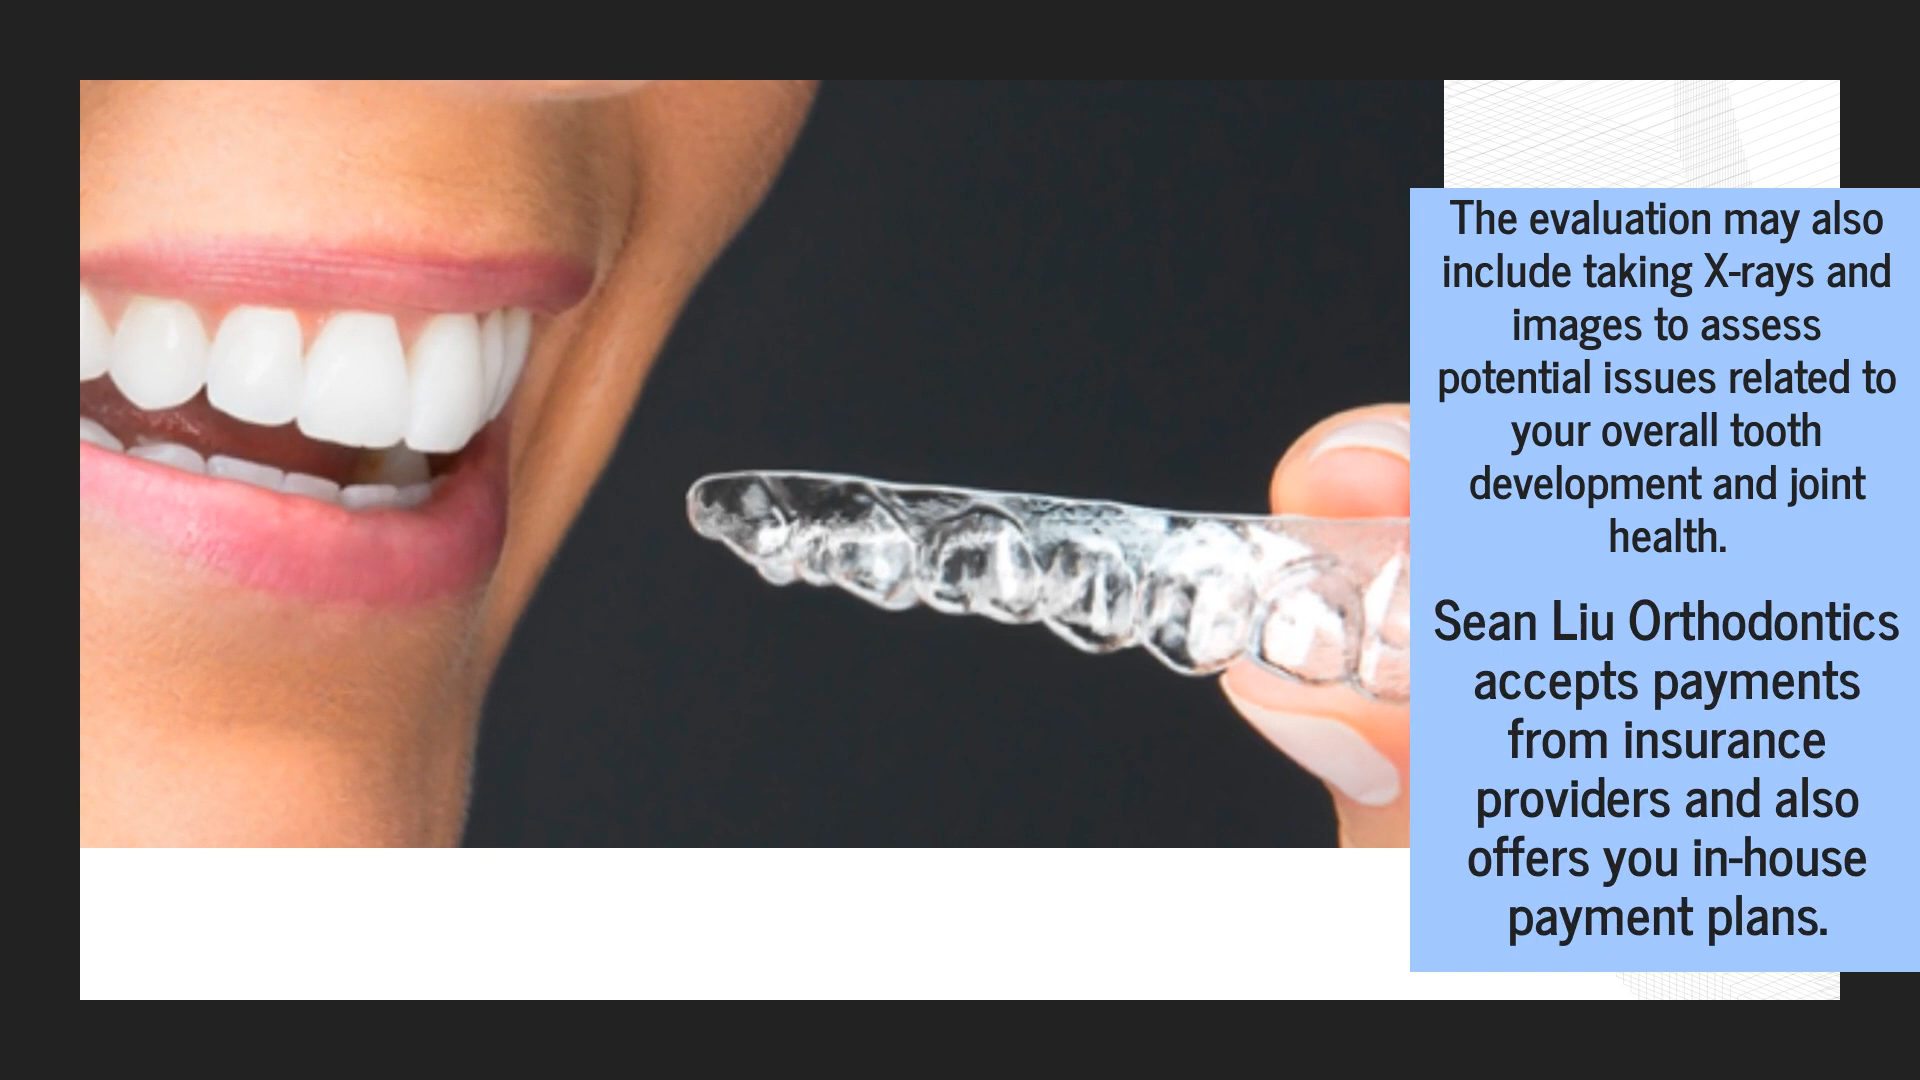 The evaluation may also
include taking X-rays and
images to assess
potential issues related to
your overall tooth
development and joint
health.
Sean Liu Orthodontics
accepts payments
from insurance
providers and also
offers you in-house
payment plans.